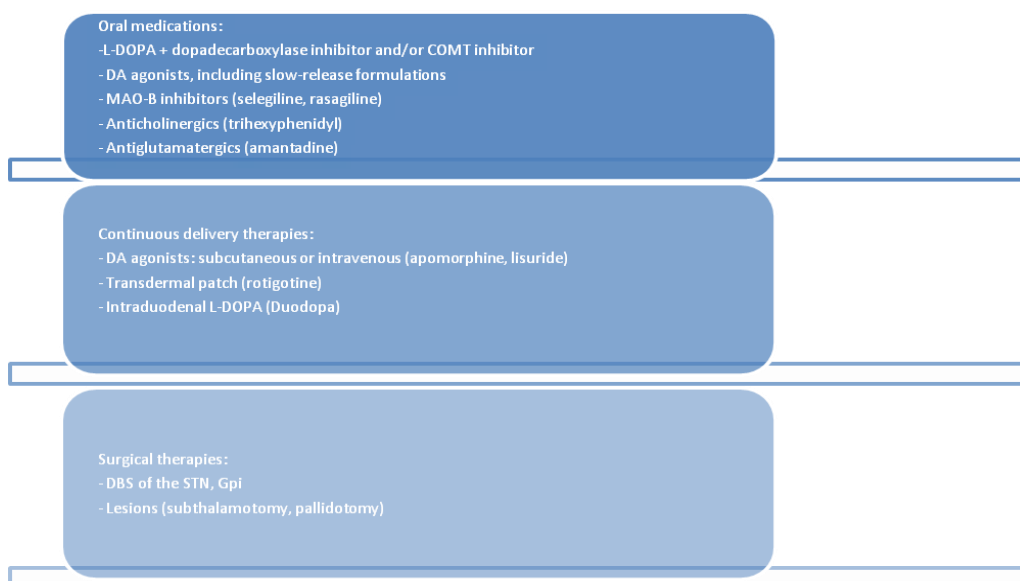 Oral medications:
-L-DOPA + dopadecarboxylase inhibitor and/or COMT inhibitor
- DA agonists, including slow-release formulations
- MAO-B inhibitors (selegiline, rasagiline)
- Anticholinergics (trihexyphenidyl)
- Antiglutamatergics (amantadine)
Continuous delivery therapies:
- DA agonists: subcutaneous or intravenous (apomorphine, lisuride)
- Transdermal patch (rotigotine)
- Intraduodenal L-DOPA (Duodopa)
Surgical therapies:
- DBS of the STN, Gpi
- Lesions (subthalamotomy, pallidotomy)